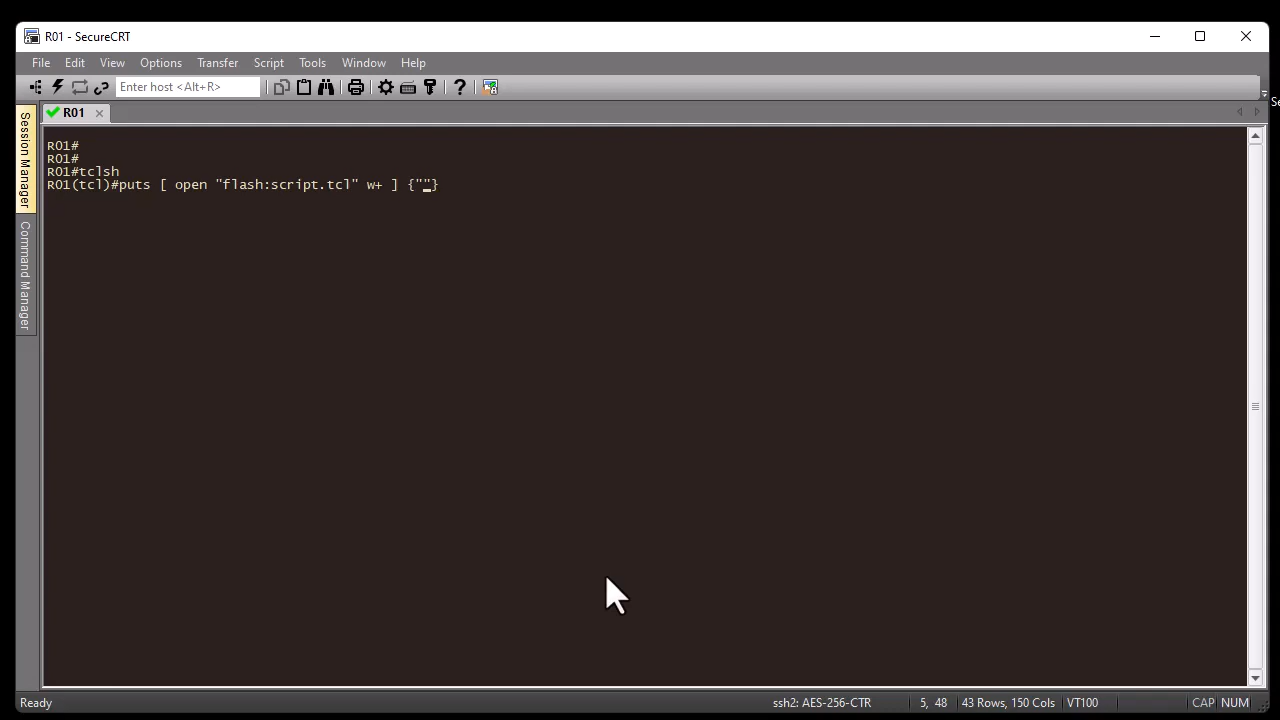 R01 - SecureCRT
File Edit View Options Transfer Script Tools Window Help
Enter host <Alt+R>
Se
R01
Session Manager
Command Manager
R01#
R01#
R01#tclsh
R01(tcl)#puts [ open "flash:script.tcl" w+ ] {""}
Ready ssh2: AES-256-CTR 5, 48 43 Rows, 150 Cols VT100 CAP NUM